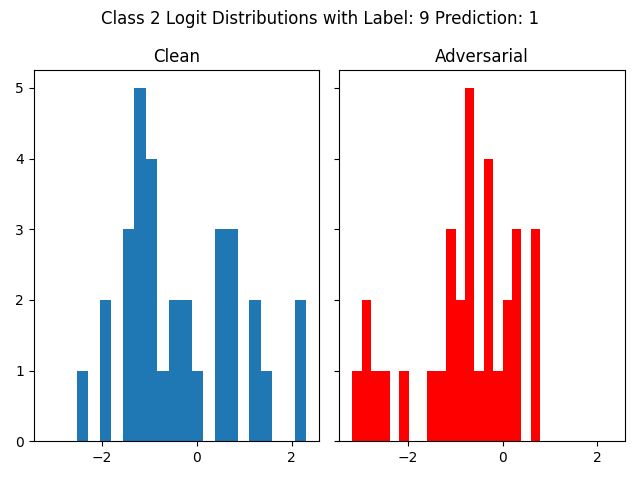 Class 2 Logit Distributions with Label: 9 Prediction: 1
Clean
Adversarial
5
4
3
2
1
0
−2 0 2
−2 0 2